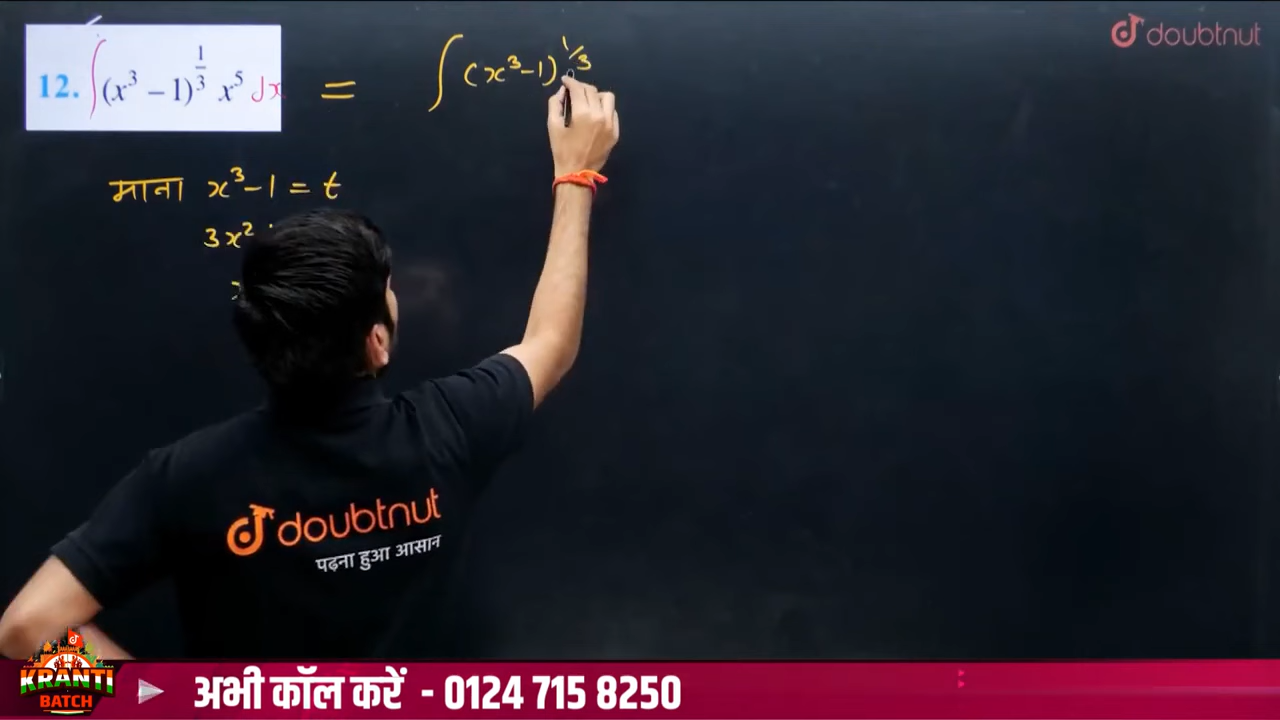 12. ∫(x³ – 1)^(1/3) x⁵ dx = ∫(x³–1)^(1/3)
doubtnut
माना x³–1 = t
3x²
doubtnut
पढ़ना हुआ आसान
KRANTI
BATCH
अभी कॉल करें - 0124 715 8250